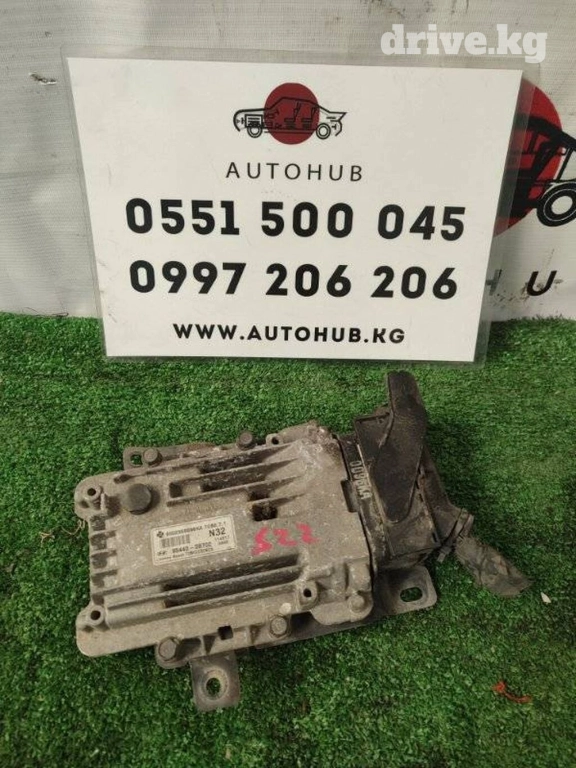 drive.kg
AUTOHUB
0551 500 045
0997 206 206
WWW.AUTOHUB.KG
H U
N32